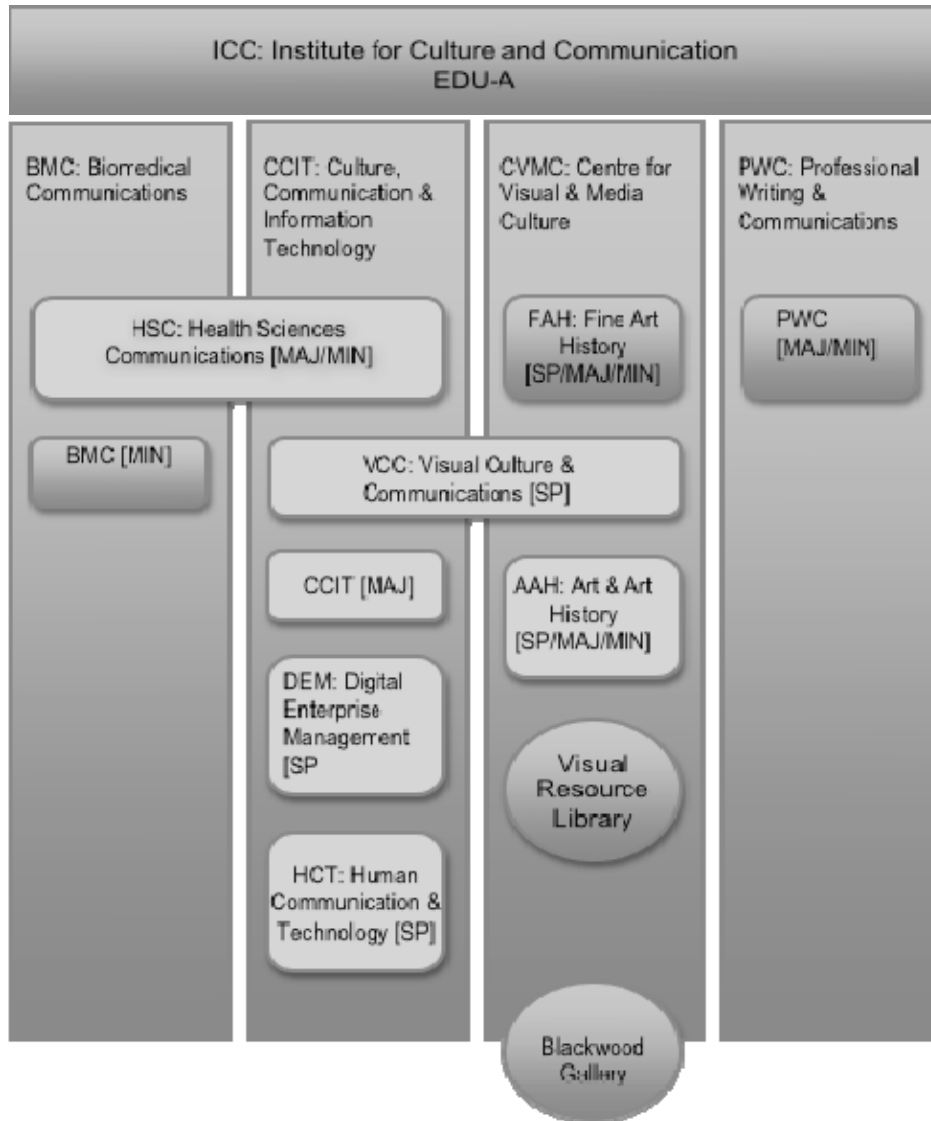 ICC: Institute for Culture and Communication
EDU-A
BMC: Biomedical
Communications
CCIT: Culture,
Communication &
Information
Technology
CVMC: Centre for
Visual & Media
Culture
PWC: Professional
Writing &
Communications
HSC: Health Sciences
Communications [MAJ/MIN]
FAH: Fine Art
History
[SP/MAJ/MIN]
PWC
[MAJ/MIN]
BMC [MIN]
VCC: Visual Culture &
Communications [SP]
CCIT [MAJ]
AAH: Art & Art
History
[SP/MAJ/MIN]
DEM: Digital
Enterprise
Management
[SP
Visual
Resource
Library
HCT: Human
Communication &
Technology [SP]
Blackwood
Gallery